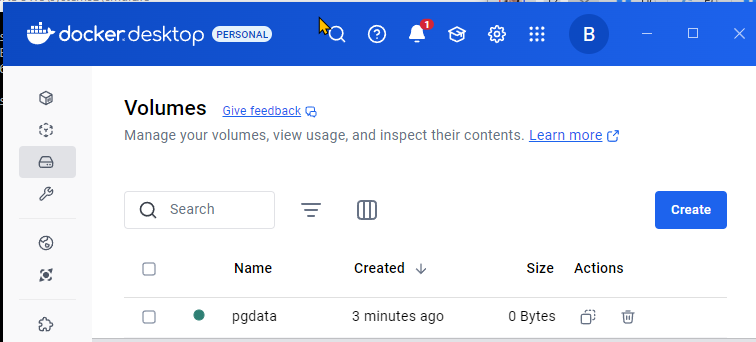 docker.desktop PERSONAL 1 B
Volumes Give feedback
Manage your volumes, view usage, and inspect their contents. Learn more
Search Create
Name Created Size Actions
pgdata 3 minutes ago 0 Bytes